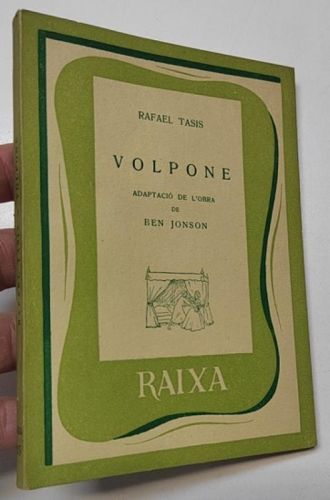 RAFAEL TASIS
VOLPONE
ADAPTACIÓ DE L'OBRA
DE
BEN JONSON
RAIXA